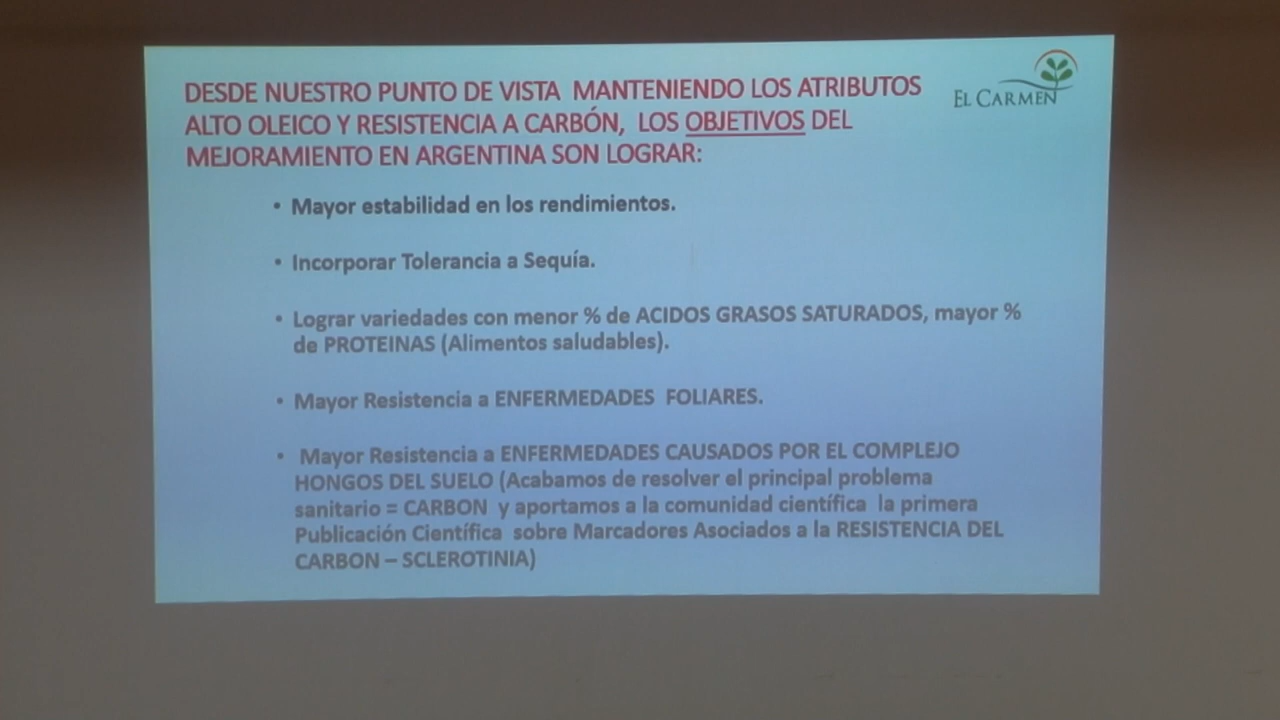 DESDE NUESTRO PUNTO DE VISTA MANTENIENDO LOS ATRIBUTOS
ALTO OLEICO Y RESISTENCIA A CARBÓN, LOS OBJETIVOS DEL
MEJORAMIENTO EN ARGENTINA SON LOGRAR:
EL CARMEN
• Mayor estabilidad en los rendimientos.
• Incorporar Tolerancia a Sequía.
• Lograr variedades con menor % de ACIDOS GRASOS SATURADOS, mayor %
de PROTEINAS (Alimentos saludables).
• Mayor Resistencia a ENFERMEDADES FOLIARES.
• Mayor Resistencia a ENFERMEDADES CAUSADOS POR EL COMPLEJO
HONGOS DEL SUELO (Acabamos de resolver el principal problema
sanitario = CARBON y aportamos a la comunidad científica la primera
Publicación Científica sobre Marcadores Asociados a la RESISTENCIA DEL
CARBON – SCLEROTINIA)